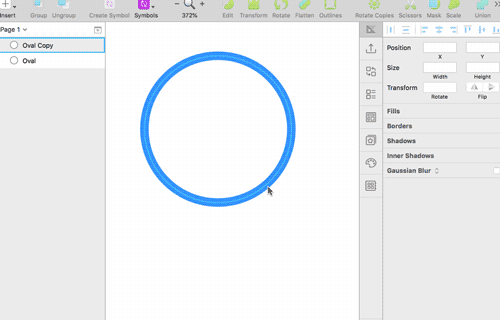 Insert Group Ungroup Create Symbol Symbols 372% Edit Transform Rotate Flatten Outlines Rotate Copies Scissors Mask Scale Union
Page 1
Oval Copy
Oval
Position
X Y
Size
Width Height
Transform
Rotate Flip
Fills
Borders
Shadows
Inner Shadows
Gaussian Blur